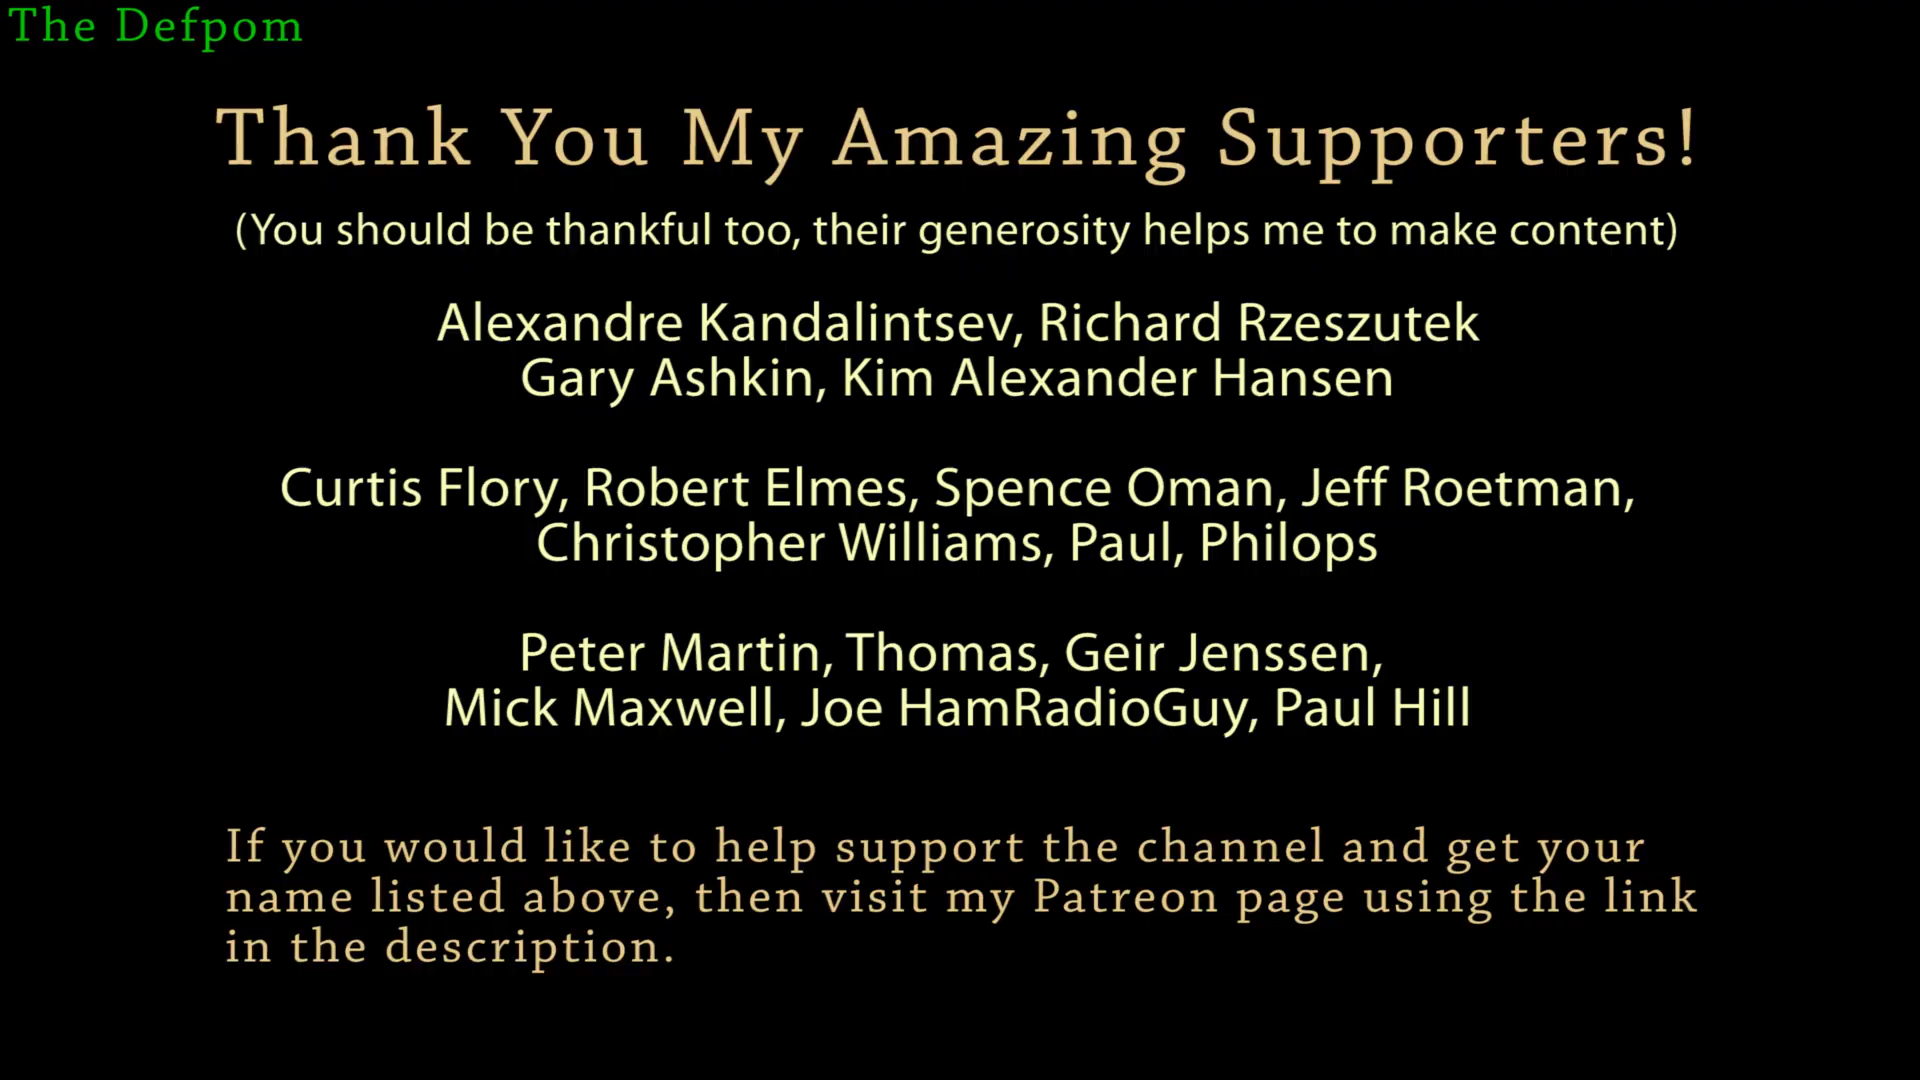 The Defpom
Thank You My Amazing Supporters!
(You should be thankful too, their generosity helps me to make content)
Alexandre Kandalintsev, Richard Rzeszutek
Gary Ashkin, Kim Alexander Hansen
Curtis Flory, Robert Elmes, Spence Oman, Jeff Roetman,
Christopher Williams, Paul, Philops
Peter Martin, Thomas, Geir Jenssen,
Mick Maxwell, Joe HamRadioGuy, Paul Hill
If you would like to help support the channel and get your
name listed above, then visit my Patreon page using the link
in the description.